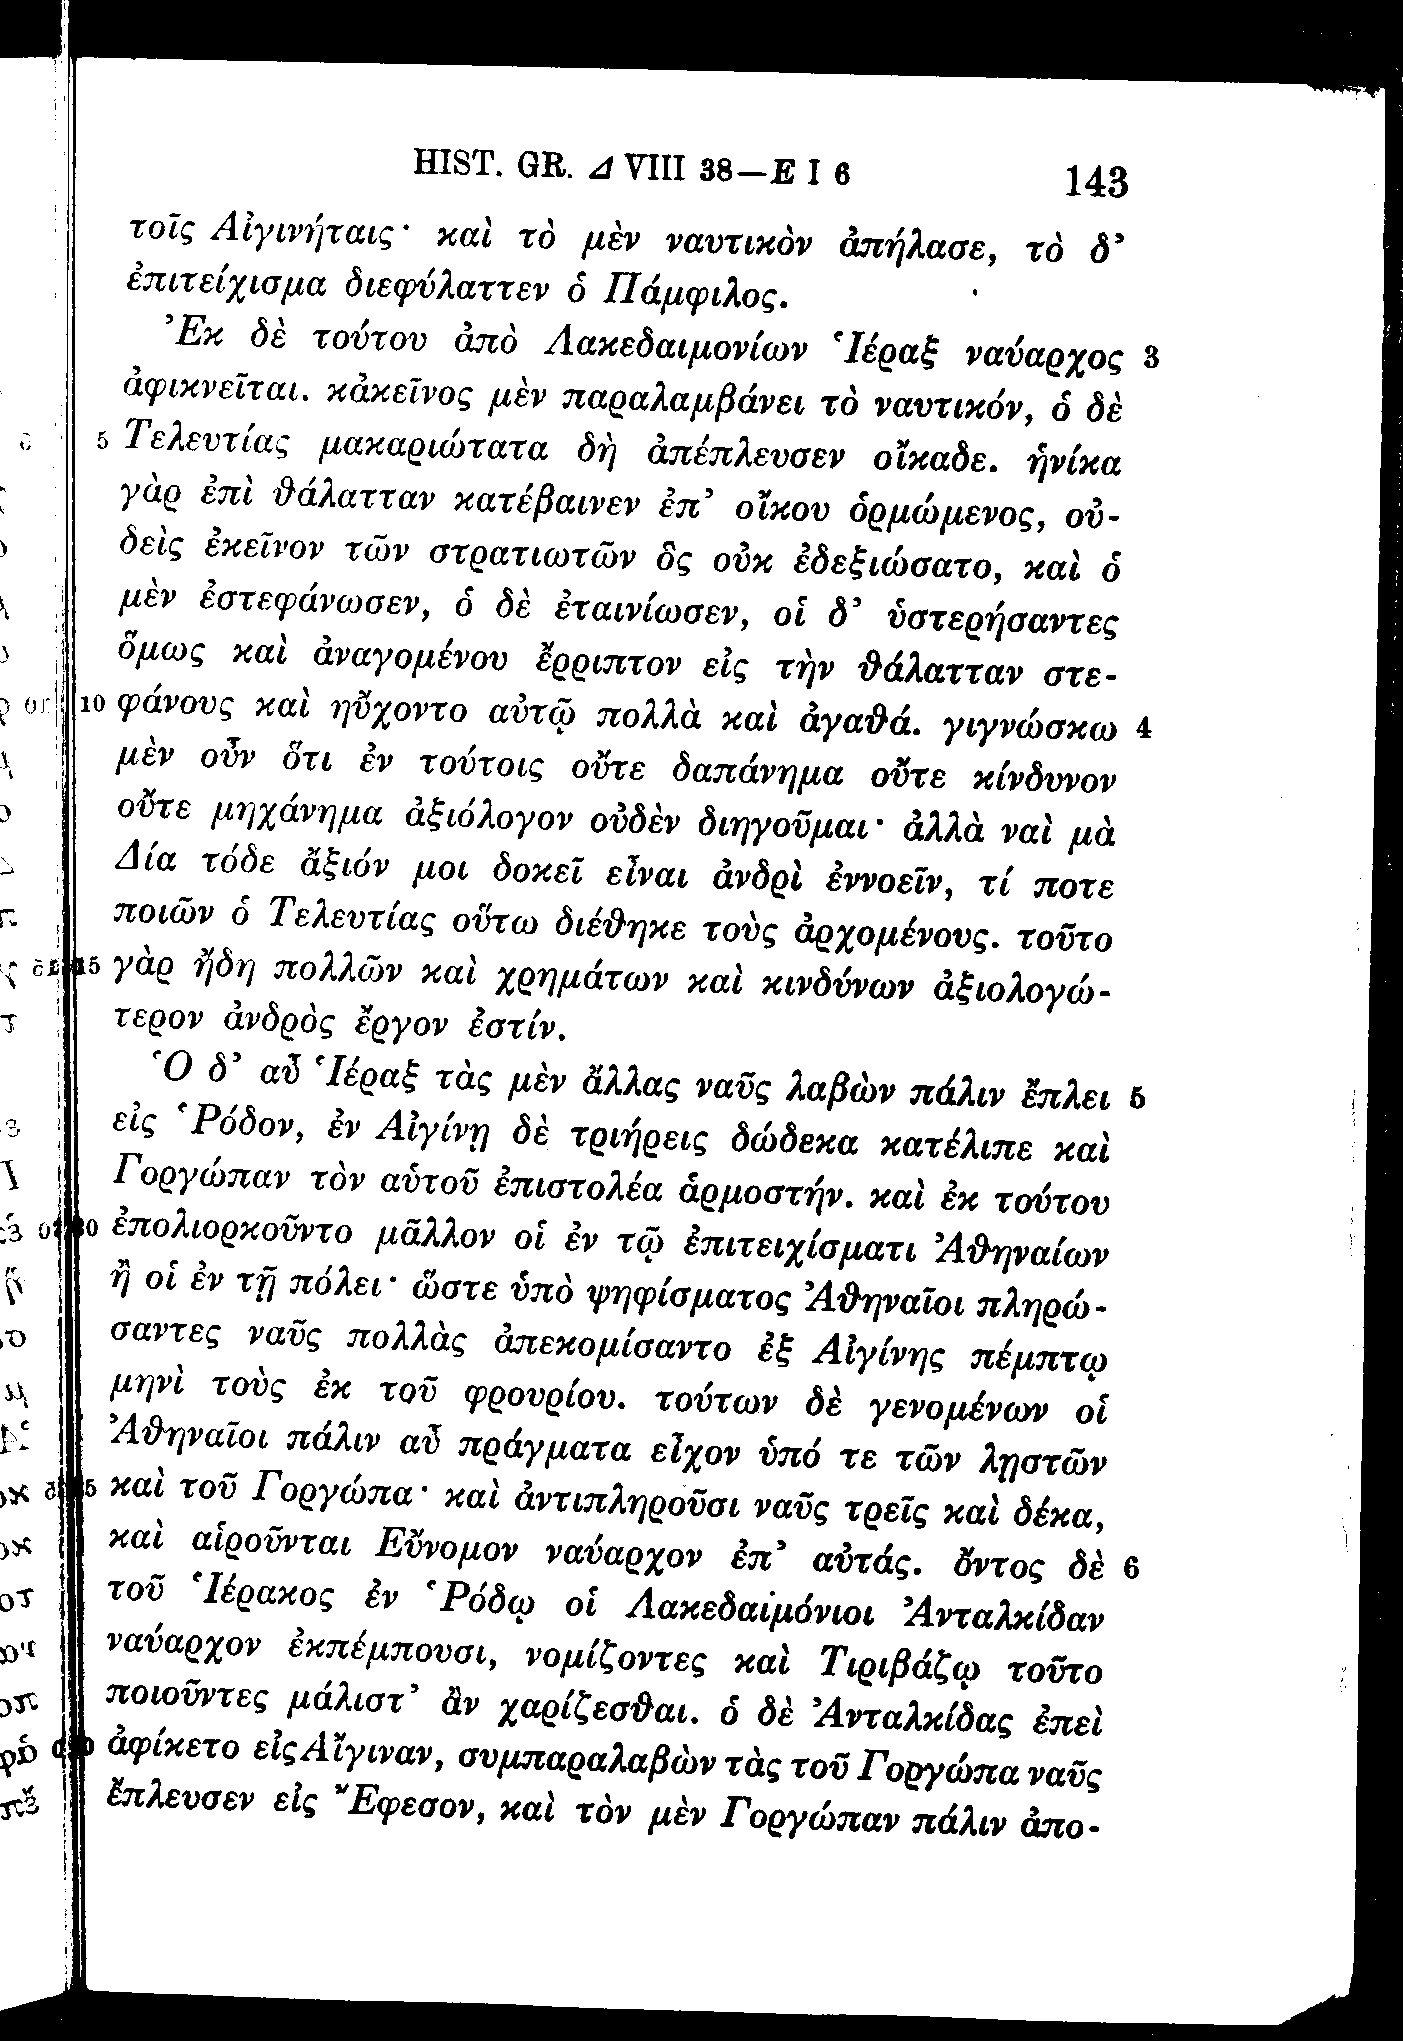 HIST. GR. Δ VIII 38—E I 6 143
τοῖς Αἰγινήταις· καὶ τὸ μὲν ναυτικὸν ἀπήλασε, τὸ δ’
ἐπιτείχισμα διεφύλαττεν ὁ Πάμφιλος.
Ἐκ δὲ τούτου ἀπὸ Λακεδαιμονίων Ἱέραξ ναύαρχος 3
ἀφικνεῖται. κἀκεῖνος μὲν παραλαμβάνει τὸ ναυτικόν, ὁ δὲ
5 Τελευτίας μακαριώτατα δὴ ἀπέπλευσεν οἴκαδε. ἡνίκα
γὰρ ἐπὶ θάλατταν κατέβαινεν ἐπ’ οἴκου ὁρμώμενος, οὐ-
δεὶς ἐκεῖνον τῶν στρατιωτῶν ὃς οὐκ ἐδεξιώσατο, καὶ ὁ
μὲν ἐστεφάνωσεν, ὁ δὲ ἐταινίωσεν, οἱ δ’ ὑστερήσαντες
ὅμως καὶ ἀναγομένου ἔρριπτον εἰς τὴν θάλατταν στε-
10 φάνους καὶ ηὔχοντο αὐτῷ πολλὰ καὶ ἀγαθά. γιγνώσκω 4
μὲν οὖν ὅτι ἐν τούτοις οὔτε δαπάνημα οὔτε κίνδυνον
οὔτε μηχάνημα ἀξιόλογον οὐδὲν διηγοῦμαι· ἀλλὰ ναὶ μὰ
Δία τόδε ἄξιόν μοι δοκεῖ εἶναι ἀνδρὶ ἐννοεῖν, τί ποτε
ποιῶν ὁ Τελευτίας οὕτω διέθηκε τοὺς ἀρχομένους. τοῦτο
15 γὰρ ἤδη πολλῶν καὶ χρημάτων καὶ κινδύνων ἀξιολογώ-
τερον ἀνδρὸς ἔργον ἐστίν.
Ὁ δ’ αὖ Ἱέραξ τὰς μὲν ἄλλας ναῦς λαβὼν πάλιν ἔπλει 5
εἰς Ῥόδον, ἐν Αἰγίνῃ δὲ τριήρεις δώδεκα κατέλιπε καὶ
Γοργώπαν τὸν αὑτοῦ ἐπιστολέα ἁρμοστήν. καὶ ἐκ τούτου
ἐπολιορκοῦντο μᾶλλον οἱ ἐν τῷ ἐπιτειχίσματι Ἀθηναίων
ἢ οἱ ἐν τῇ πόλει· ὥστε ὑπὸ ψηφίσματος Ἀθηναῖοι πληρώ-
σαντες ναῦς πολλὰς ἀπεκομίσαντο ἐξ Αἰγίνης πέμπτῳ
μηνὶ τοὺς ἐκ τοῦ φρουρίου. τούτων δὲ γενομένων οἱ
Ἀθηναῖοι πάλιν αὖ πράγματα εἶχον ὑπό τε τῶν λῃστῶν
καὶ τοῦ Γοργώπα· καὶ ἀντιπληροῦσι ναῦς τρεῖς καὶ δέκα,
καὶ αἱροῦνται Εὔνομον ναύαρχον ἐπ’ αὐτάς. ὄντος δὲ 6
τοῦ Ἱέρακος ἐν Ῥόδῳ οἱ Λακεδαιμόνιοι Ἀνταλκίδαν
ναύαρχον ἐκπέμπουσι, νομίζοντες καὶ Τιριβάζῳ τοῦτο
ποιοῦντες μάλιστ’ ἂν χαρίζεσθαι. ὁ δὲ Ἀνταλκίδας ἐπεὶ
ἀφίκετο εἰς Αἴγιναν, συμπαραλαβὼν τὰς τοῦ Γοργώπα ναῦς
ἔπλευσεν εἰς Ἔφεσον, καὶ τὸν μὲν Γοργώπαν πάλιν ἀπο-